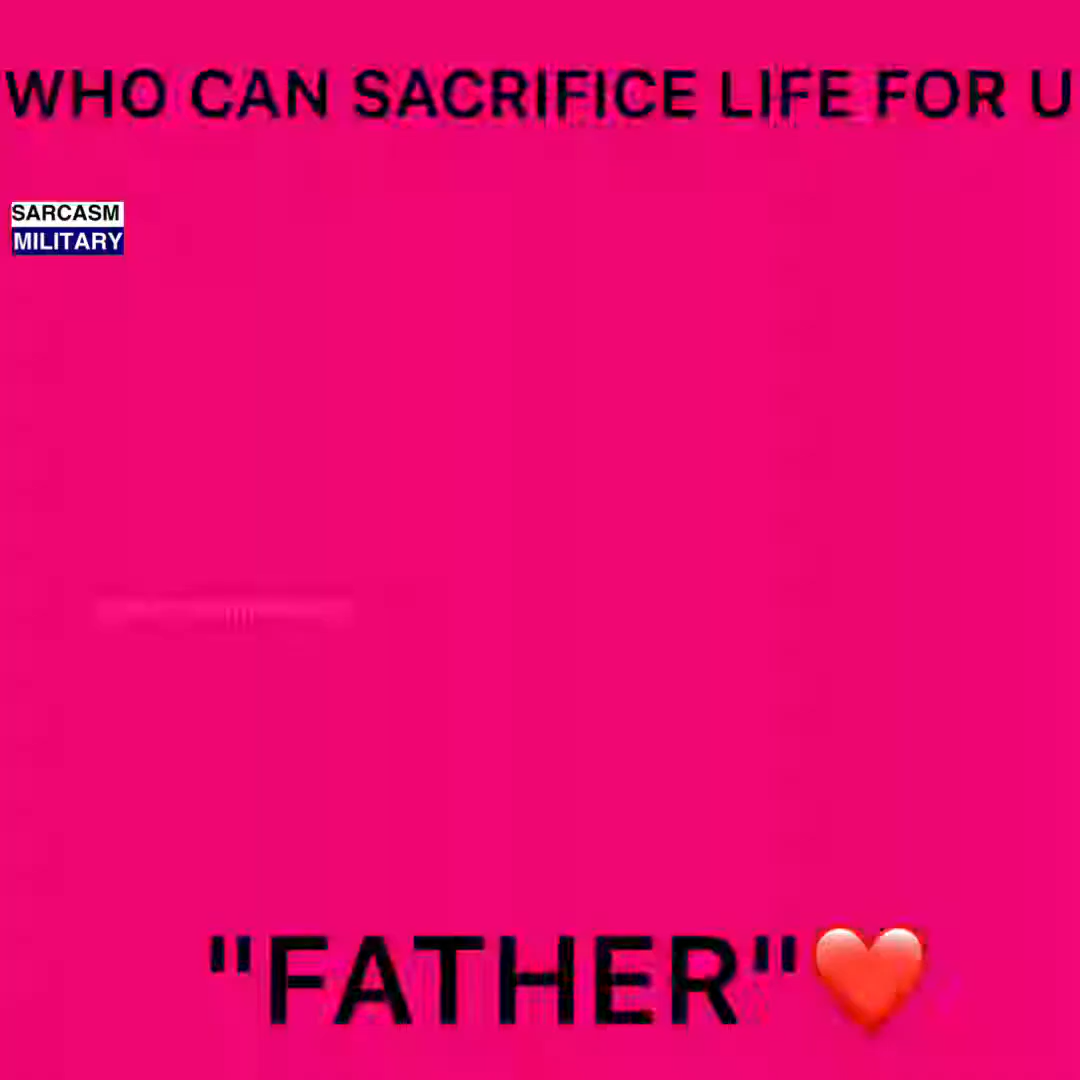 WHO CAN SACRIFICE LIFE FOR U
SARCASM
MILITARY
"FATHER"❤️